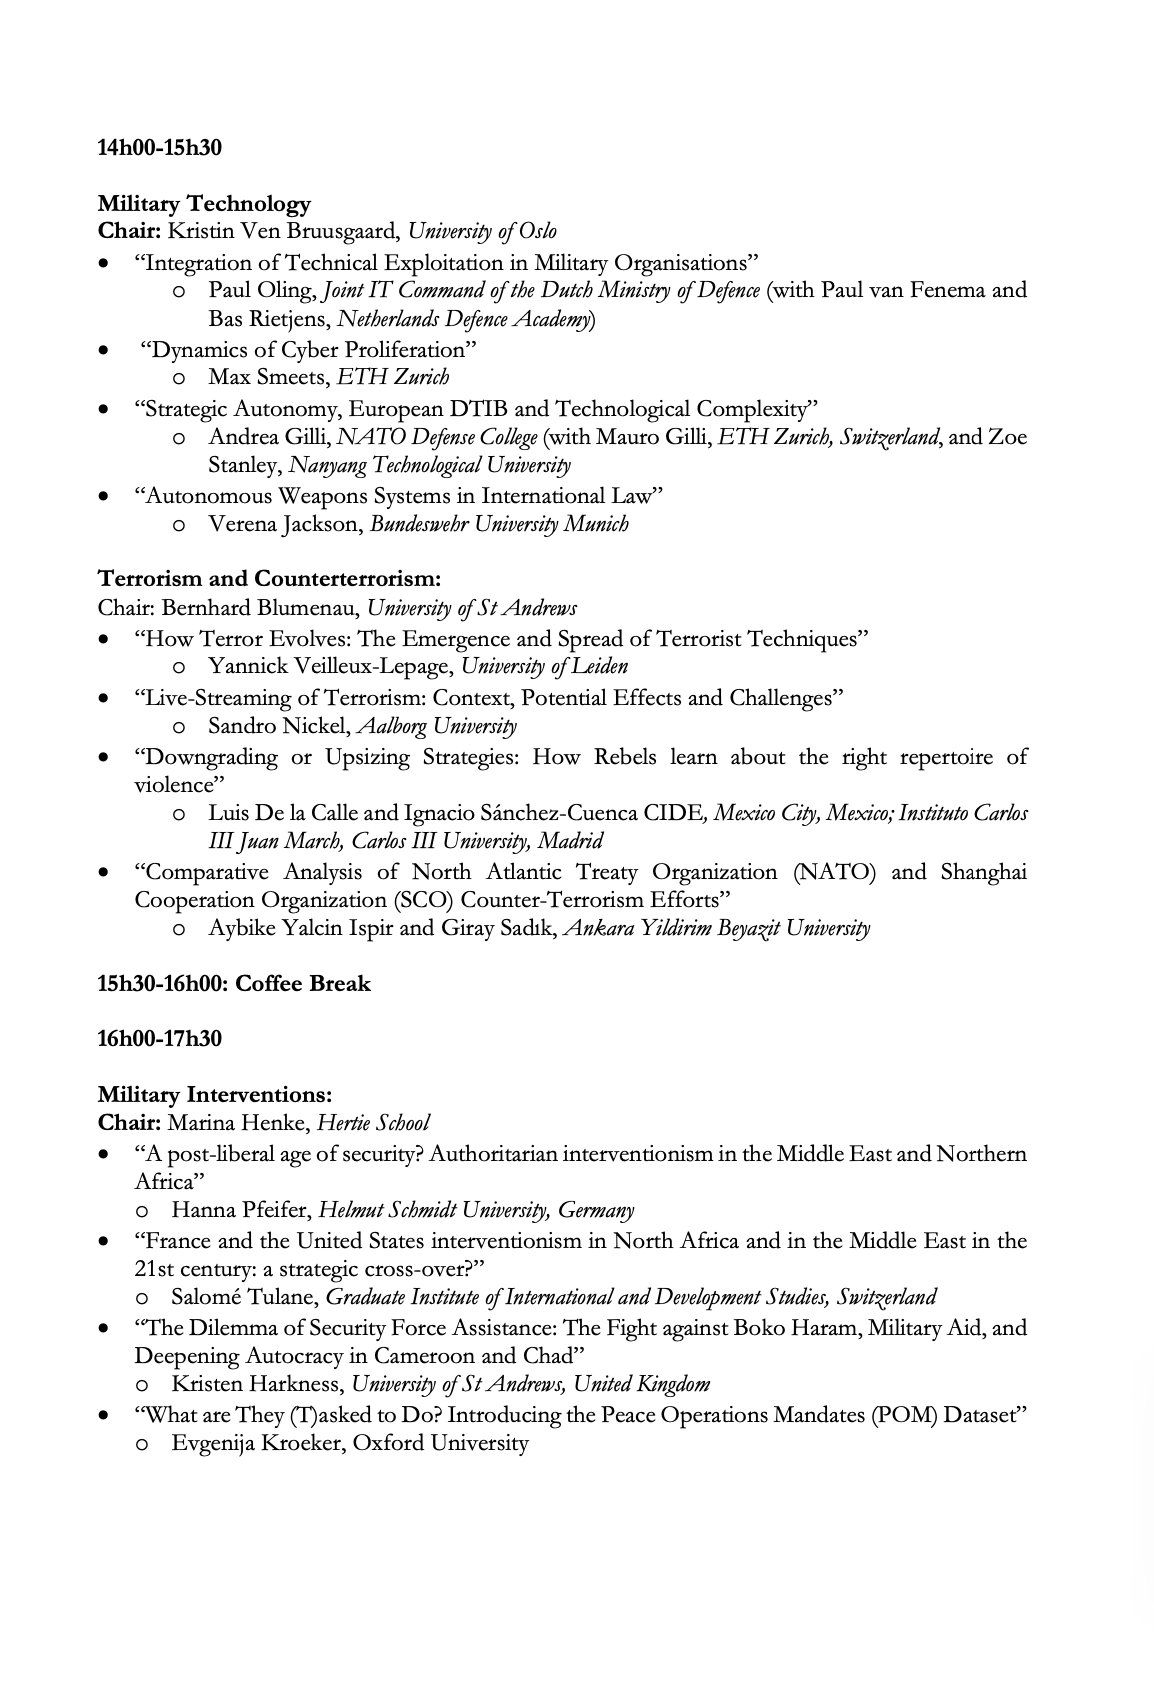 14h00-15h30
Military Technology
Chair: Kristin Ven Bruusgaard, University of Oslo
• “Integration of Technical Exploitation in Military Organisations”
o Paul Oling, Joint IT Command of the Dutch Ministry of Defence (with Paul van Fenema and
Bas Rietjens, Netherlands Defence Academy)
• “Dynamics of Cyber Proliferation”
o Max Smeets, ETH Zurich
• “Strategic Autonomy, European DTIB and Technological Complexity”
o Andrea Gilli, NATO Defense College (with Mauro Gilli, ETH Zurich, Switzerland, and Zoe
Stanley, Nanyang Technological University
• “Autonomous Weapons Systems in International Law”
o Verena Jackson, Bundeswehr University Munich
Terrorism and Counterterrorism:
Chair: Bernhard Blumenau, University of St Andrews
• “How Terror Evolves: The Emergence and Spread of Terrorist Techniques”
o Yannick Veilleux-Lepage, University of Leiden
• “Live-Streaming of Terrorism: Context, Potential Effects and Challenges”
o Sandro Nickel, Aalborg University
• “Downgrading or Upsizing Strategies: How Rebels learn about the right repertoire of
violence”
o Luis De la Calle and Ignacio Sánchez-Cuenca CIDE, Mexico City, Mexico; Instituto Carlos
III Juan March, Carlos III University, Madrid
• “Comparative Analysis of North Atlantic Treaty Organization (NATO) and Shanghai
Cooperation Organization (SCO) Counter-Terrorism Efforts”
o Aybike Yalcin Ispir and Giray Sadık, Ankara Yildirim Beyazit University
15h30-16h00: Coffee Break
16h00-17h30
Military Interventions:
Chair: Marina Henke, Hertie School
• “A post-liberal age of security? Authoritarian interventionism in the Middle East and Northern
Africa”
o Hanna Pfeifer, Helmut Schmidt University, Germany
• “France and the United States interventionism in North Africa and in the Middle East in the
21st century: a strategic cross-over?”
o Salomé Tulane, Graduate Institute of International and Development Studies, Switzerland
• “The Dilemma of Security Force Assistance: The Fight against Boko Haram, Military Aid, and
Deepening Autocracy in Cameroon and Chad”
o Kristen Harkness, University of St Andrews, United Kingdom
• “What are They (T)asked to Do? Introducing the Peace Operations Mandates (POM) Dataset”
o Evgenija Kroeker, Oxford University